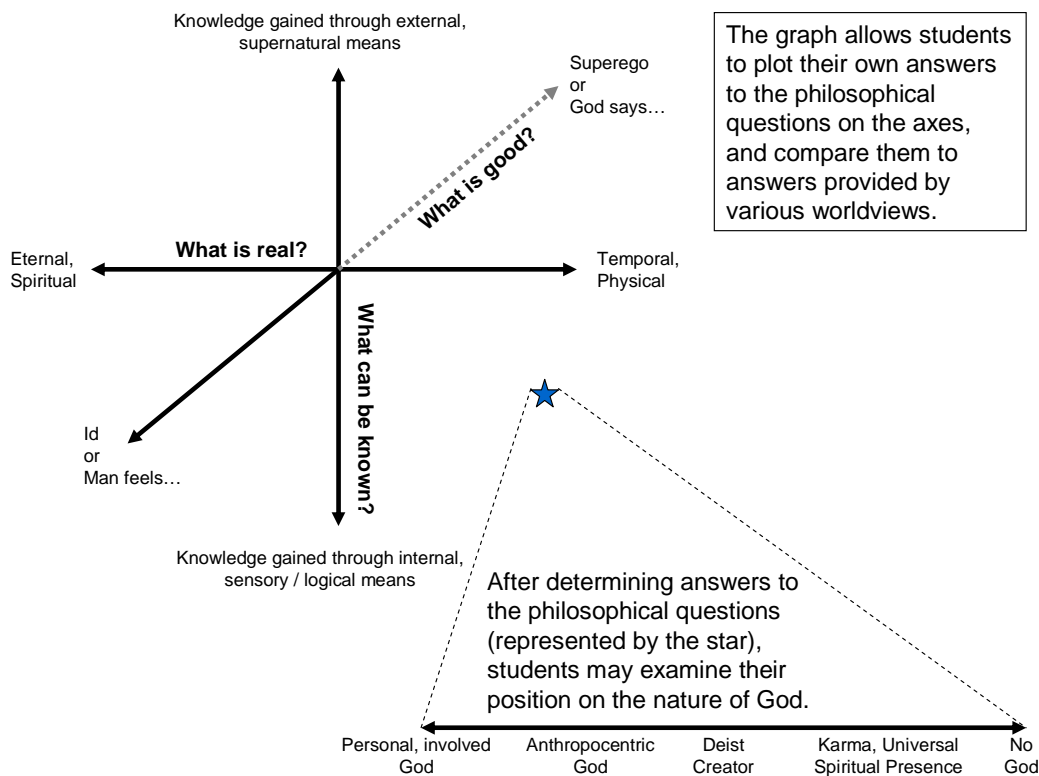 Knowledge gained through external,
supernatural means
Superego
or
God says…
The graph allows students
to plot their own answers
to the philosophical
questions on the axes,
and compare them to
answers provided by
various worldviews.
What is good?
What is real?
Eternal,
Spiritual
Temporal,
Physical
What can be known?
Id
or
Man feels…
Knowledge gained through internal,
sensory / logical means
After determining answers to
the philosophical questions
(represented by the star),
students may examine their
position on the nature of God.
Personal, involved
God
Anthropocentric
God
Deist
Creator
Karma, Universal
Spiritual Presence
No
God